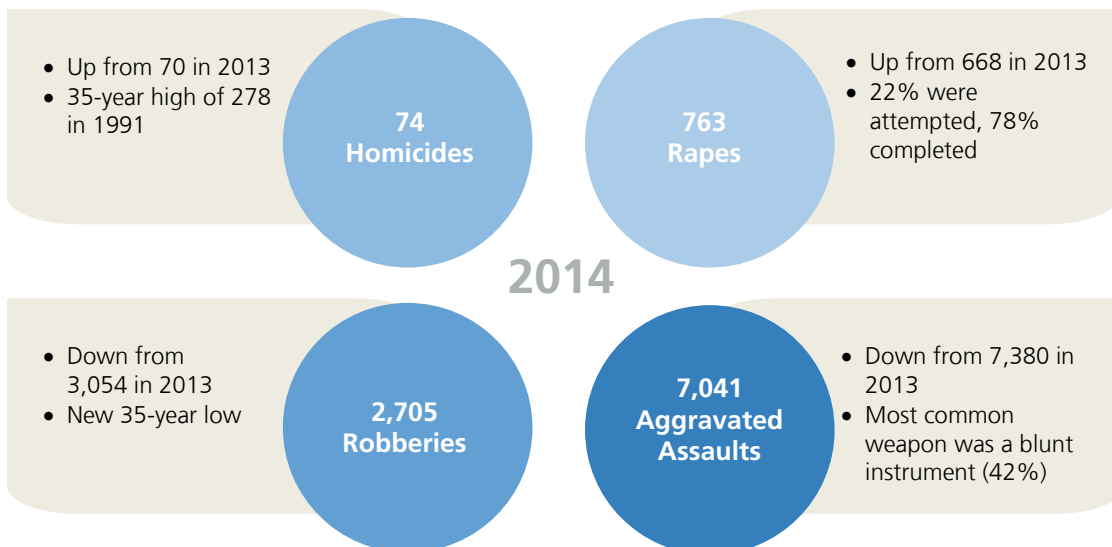 • Up from 70 in 2013
• 35-year high of 278
in 1991
74
Homicides
763
Rapes
• Up from 668 in 2013
• 22% were
attempted, 78%
completed
2014
• Down from
3,054 in 2013
• New 35-year low
2,705
Robberies
7,041
Aggravated
Assaults
• Down from 7,380 in
2013
• Most common
weapon was a blunt
instrument (42%)